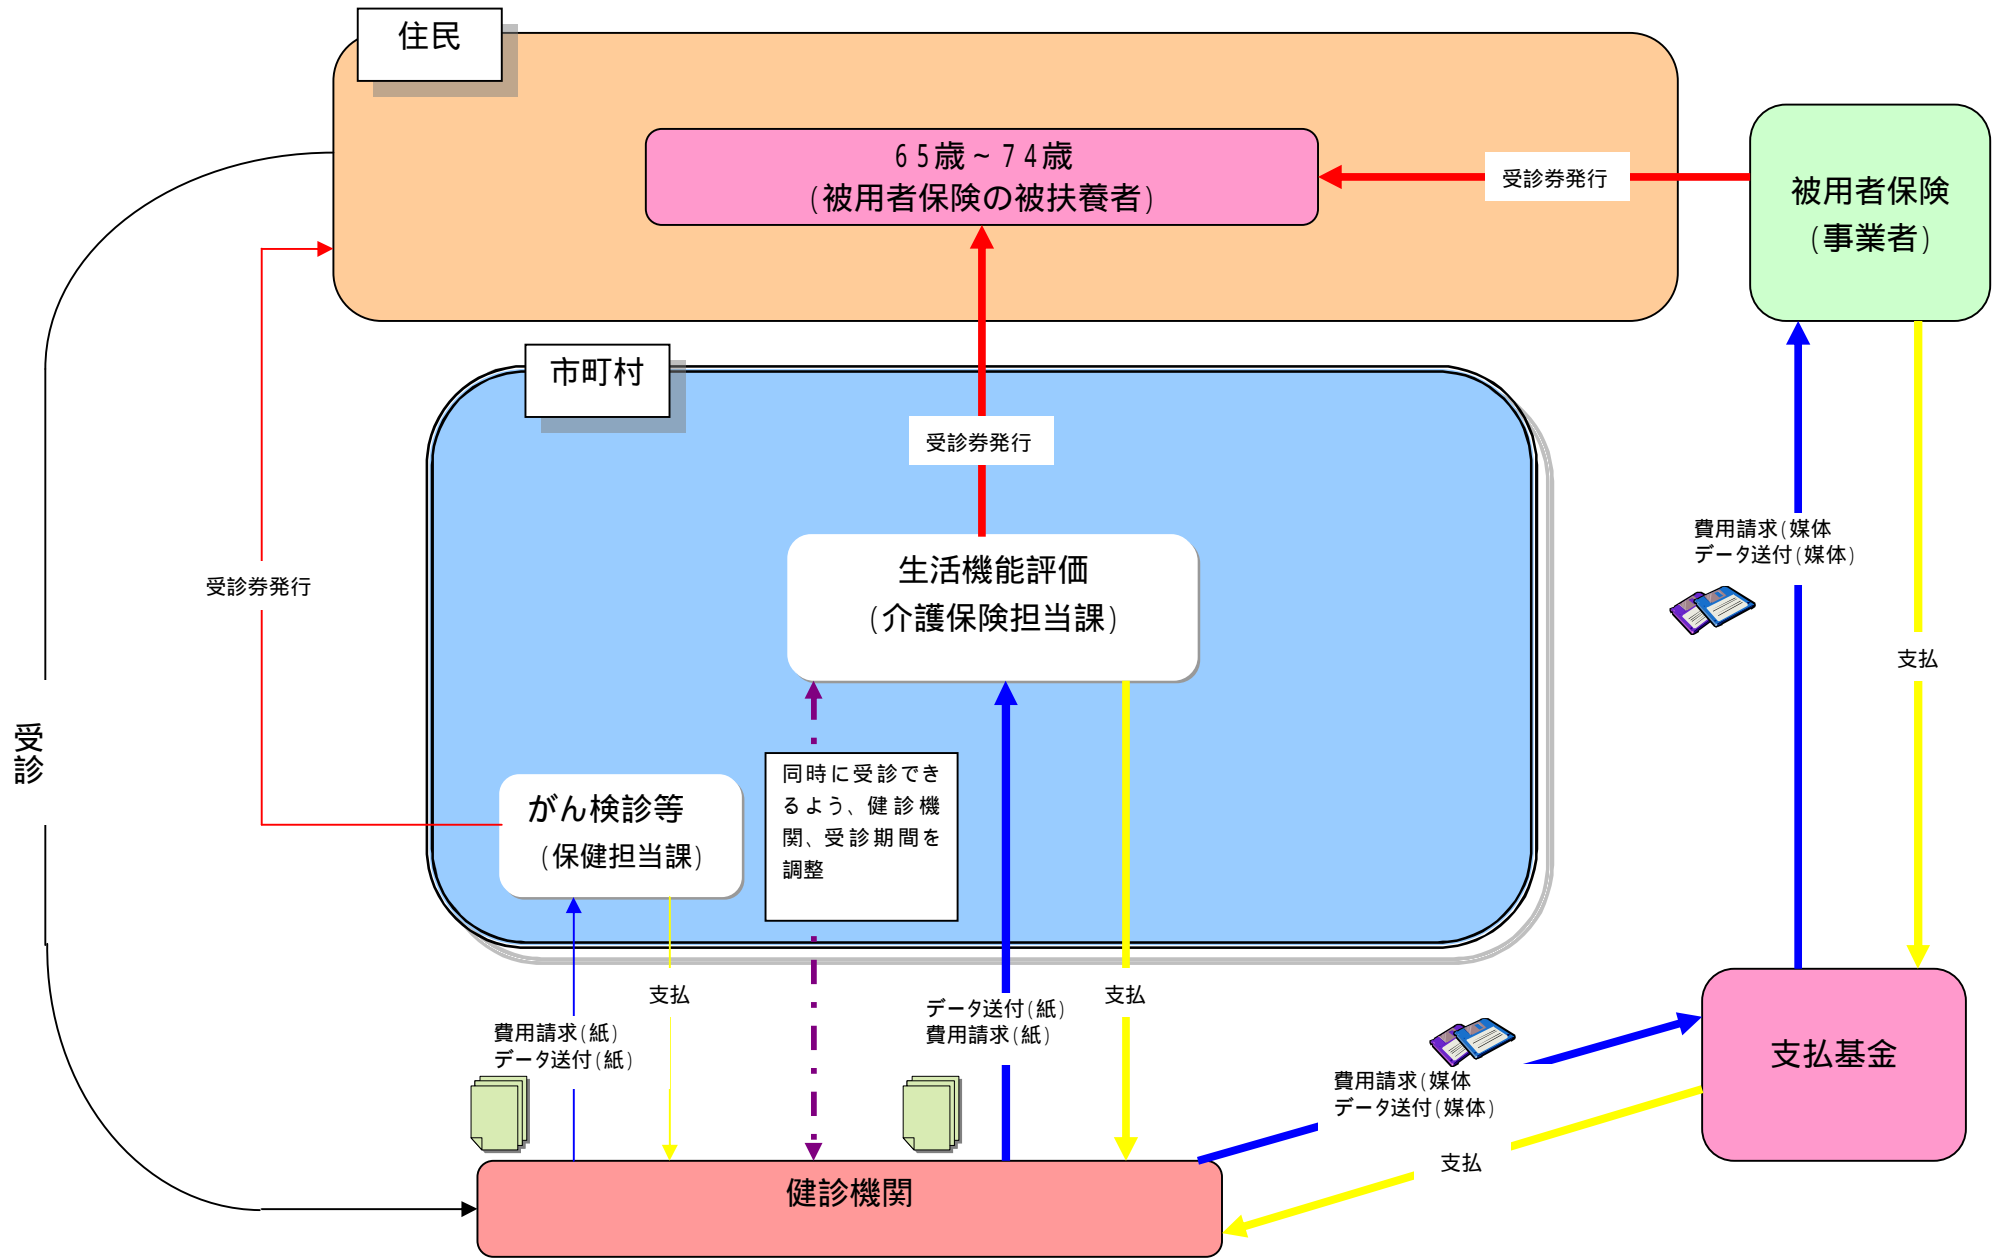 住民
65歳~74歳
(被用者保険の被扶養者)
受診券発行
被用者保険
(事業者)
市町村
受診券発行
生活機能評価
(介護保険担当課)
費用請求(媒体
データ送付(媒体)
受診券発行
支払
受診
同時に受診でき
るよう、健診機
関、受診期間を
調整
がん検診等
(保健担当課)
支払
データ送付(紙)
費用請求(紙)
支払
費用請求(紙)
データ送付(紙)
支払基金
費用請求(媒体
データ送付(媒体)
支払
健診機関